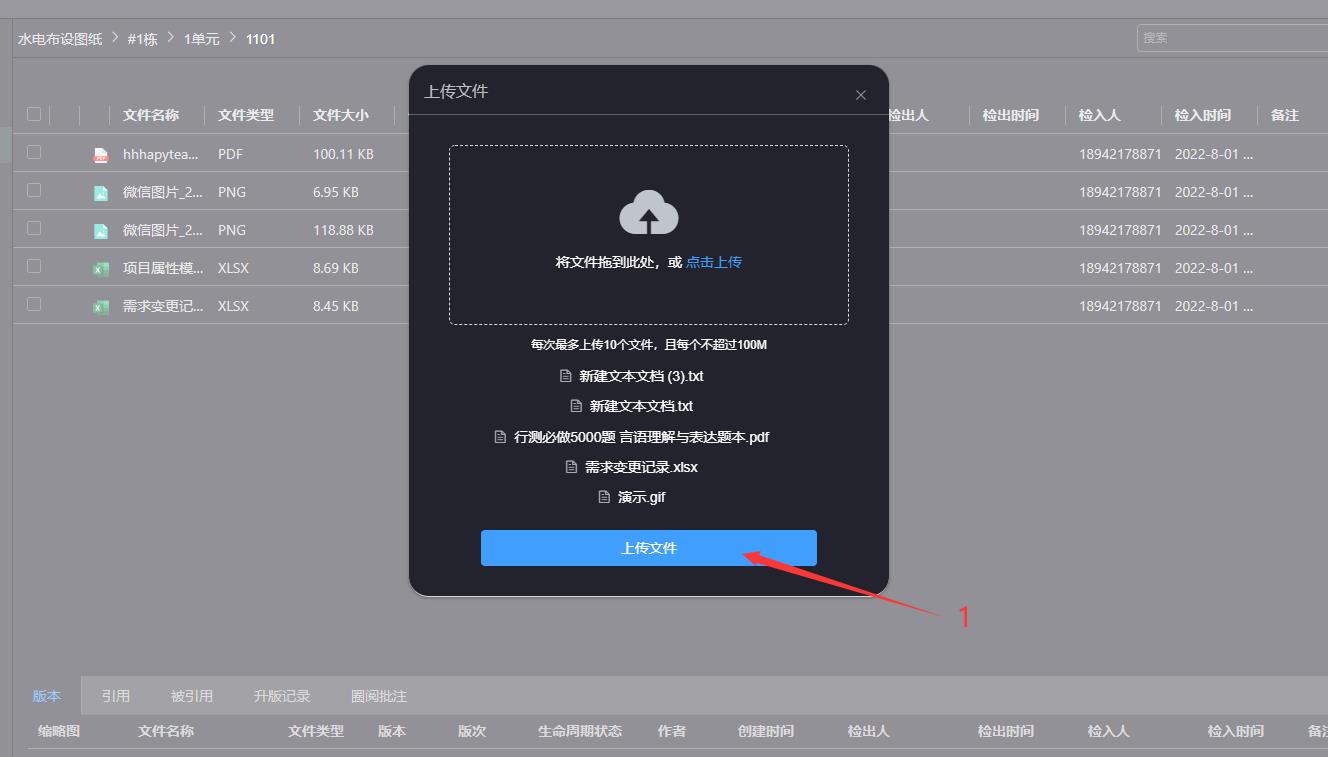 水电布设图纸 > #1栋 > 1单元 > 1101
搜索
上传文件
文件名称 文件类型 文件大小 检出人 检出时间 检入人 检入时间 备注
hhhapytea... PDF 100.11 KB 18942178871 2022-8-01 ...
微信图片_2... PNG 6.95 KB 18942178871 2022-8-01 ...
微信图片_2... PNG 118.88 KB 18942178871 2022-8-01 ...
项目属性模... XLSX 8.69 KB 18942178871 2022-8-01 ...
需求变更记... XLSX 8.45 KB 18942178871 2022-8-01 ...
将文件拖到此处，或 点击上传
每次最多上传10个文件，且每个不超过100M
新建文本文档 (3).txt
新建文本文档.txt
行测必做5000题 言语理解与表达题本.pdf
需求变更记录.xlsx
演示.gif
上传文件
1
版本 引用 被引用 升版记录 圈阅批注
缩略图 文件名称 文件类型 版本 版次 生命周期状态 作者 创建时间 检出人 检出时间 检入人 检入时间 备注